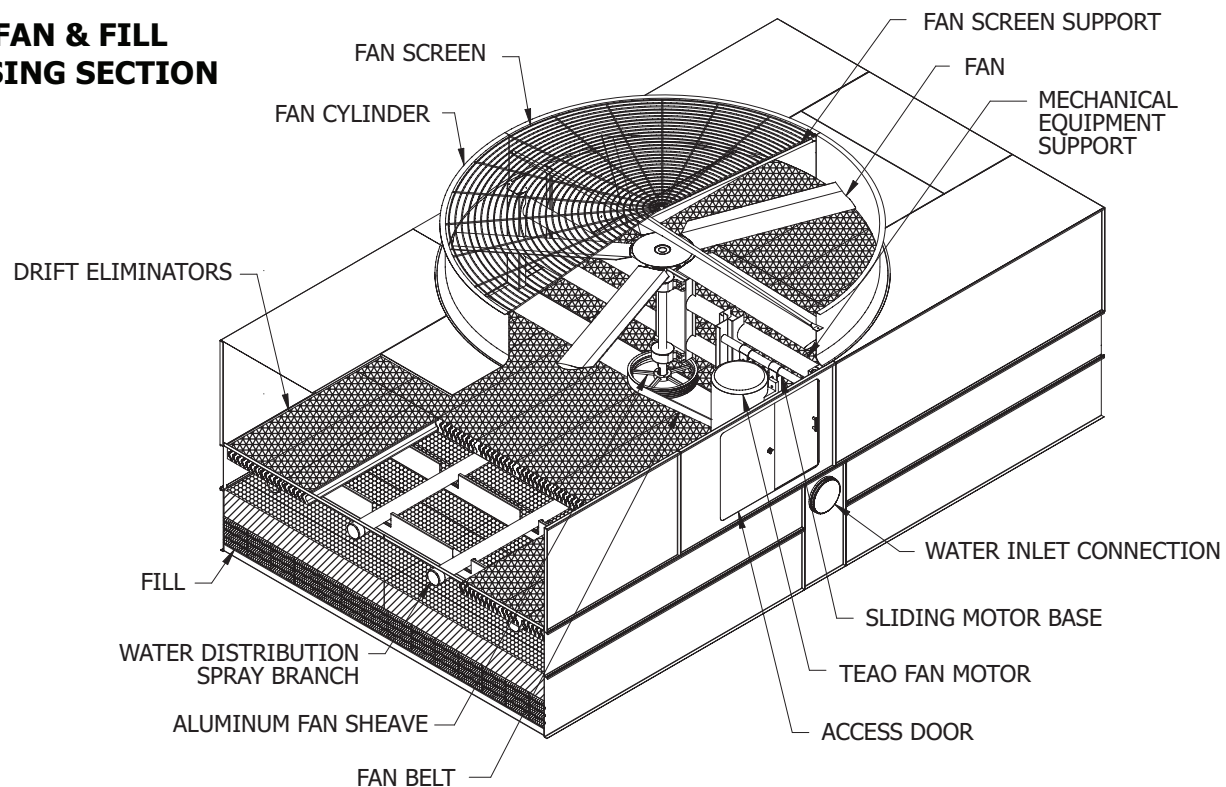 FAN & FILL
SING SECTION
FAN SCREEN SUPPORT
FAN SCREEN
FAN
FAN CYLINDER
MECHANICAL
EQUIPMENT
SUPPORT
DRIFT ELIMINATORS
WATER INLET CONNECTION
FILL
SLIDING MOTOR BASE
WATER DISTRIBUTION
SPRAY BRANCH
TEAO FAN MOTOR
ALUMINUM FAN SHEAVE
ACCESS DOOR
FAN BELT